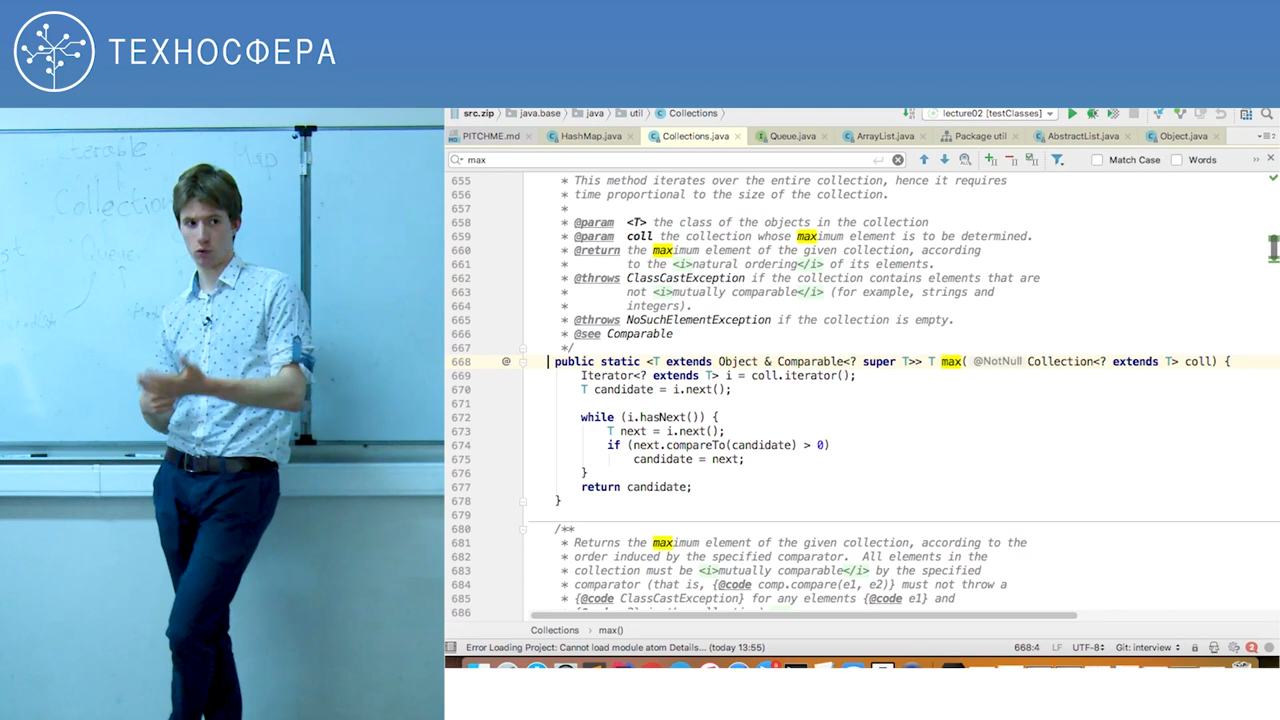 ТЕХНОСФЕРА
Iterable
Map
Collection
Queue
src.zip java.base java util Collections lecture02 [testClasses]
PITCHME.md HashMap.java Collections.java Queue.java ArrayList.java Package util AbstractList.java Object.java
max Match Case Words
655 * This method iterates over the entire collection, hence it requires
656 * time proportional to the size of the collection.
657 *
658 * @param <T> the class of the objects in the collection
659 * @param coll the collection whose maximum element is to be determined.
660 * @return the maximum element of the given collection, according
661 * to the <i>natural ordering</i> of its elements.
662 * @throws ClassCastException if the collection contains elements that are
663 * not <i>mutually comparable</i> (for example, strings and
664 * integers).
665 * @throws NoSuchElementException if the collection is empty.
666 * @see Comparable
667 */
668 @ public static <T extends Object & Comparable<? super T>> T max( @NotNull Collection<? extends T> coll) {
669 Iterator<? extends T> i = coll.iterator();
670 T candidate = i.next();
671
672 while (i.hasNext()) {
673 T next = i.next();
674 if (next.compareTo(candidate) > 0)
675 candidate = next;
676 }
677 return candidate;
678 }
679
680 /**
681 * Returns the maximum element of the given collection, according to the
682 * order induced by the specified comparator. All elements in the
683 * collection must be <i>mutually comparable</i> by the specified
684 * comparator (that is, {@code comp.compare(e1, e2)} must not throw a
685 * {@code ClassCastException} for any elements {@code e1} and
686
Collections › max()
Error Loading Project: Cannot load module atom Details... (today 13:55) 668:4 LF UTF-8 Git: interview 2